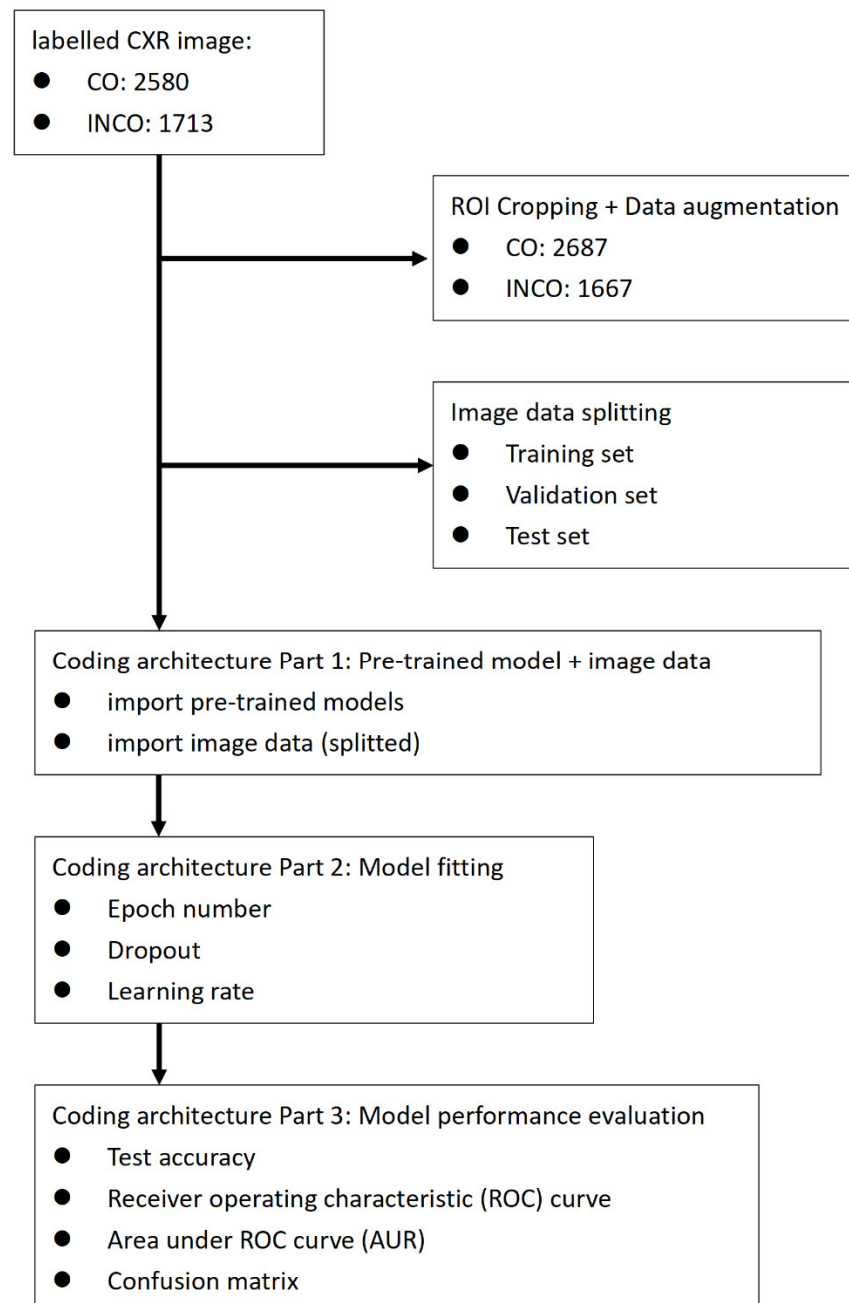 labelled CXR image:
● CO: 2580
● INCO: 1713
ROI Cropping + Data augmentation
● CO: 2687
● INCO: 1667
Image data splitting
● Training set
● Validation set
● Test set
Coding architecture Part 1: Pre-trained model + image data
● import pre-trained models
● import image data (splitted)
Coding architecture Part 2: Model fitting
● Epoch number
● Dropout
● Learning rate
Coding architecture Part 3: Model performance evaluation
● Test accuracy
● Receiver operating characteristic (ROC) curve
● Area under ROC curve (AUR)
● Confusion matrix